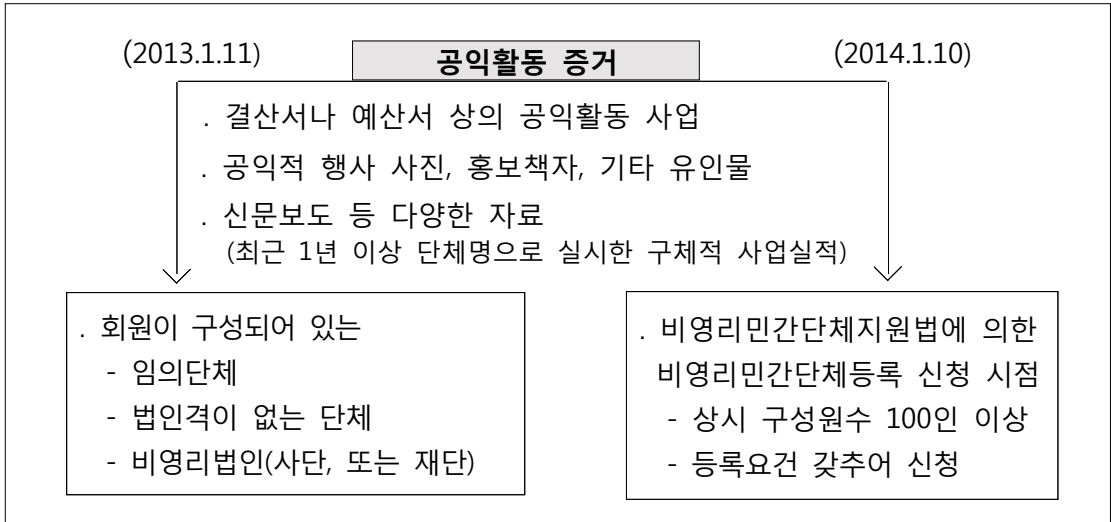 (2013.1.11)
공익활동 증거
(2014.1.10)
. 결산서나 예산서 상의 공익활동 사업
. 공익적 행사 사진, 홍보책자, 기타 유인물
. 신문보도 등 다양한 자료
(최근 1년 이상 단체명으로 실시한 구체적 사업실적)
. 회원이 구성되어 있는
- 임의단체
- 법인격이 없는 단체
- 비영리법인(사단, 또는 재단)
. 비영리민간단체지원법에 의한
비영리민간단체등록 신청 시점
- 상시 구성원수 100인 이상
- 등록요건 갖추어 신청